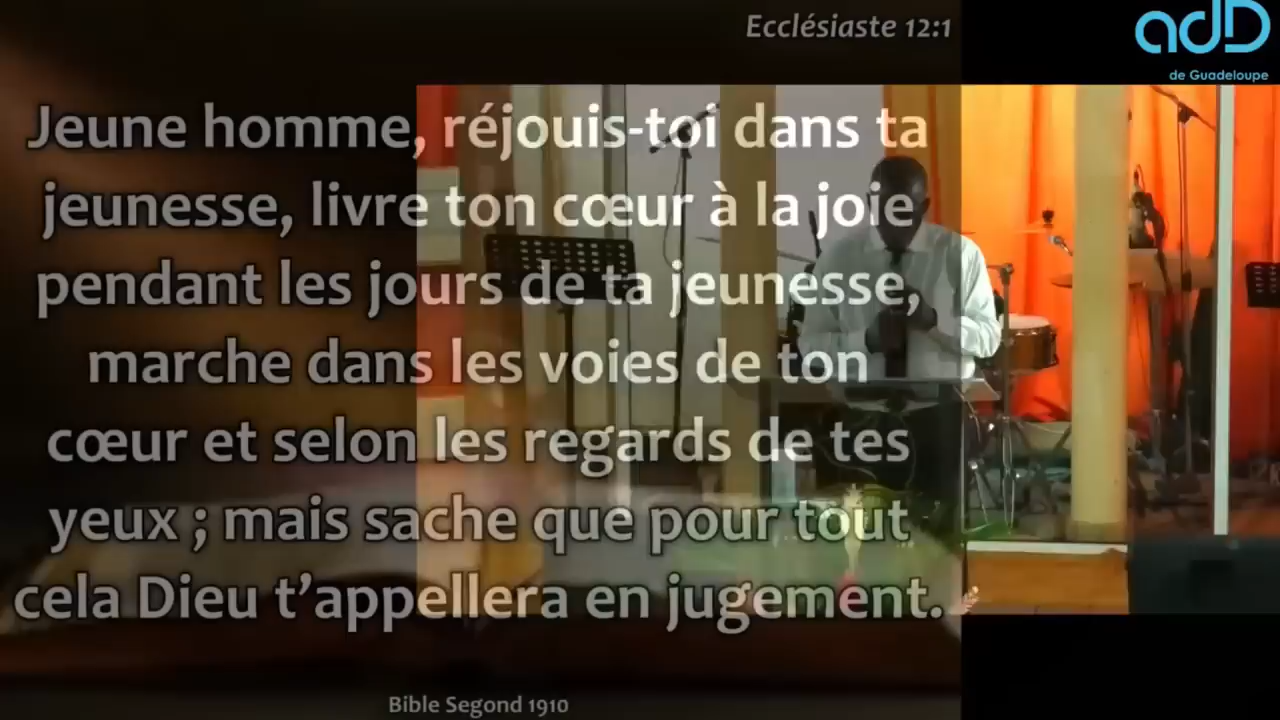 Ecclésiaste 12:1
adD
de Guadeloupe
Jeune homme, réjouis-toi dans ta
jeunesse, livre ton cœur à la joie
pendant les jours de ta jeunesse,
marche dans les voies de ton
cœur et selon les regards de tes
yeux ; mais sache que pour tout
cela Dieu t’appellera en jugement.
Bible Segond 1910